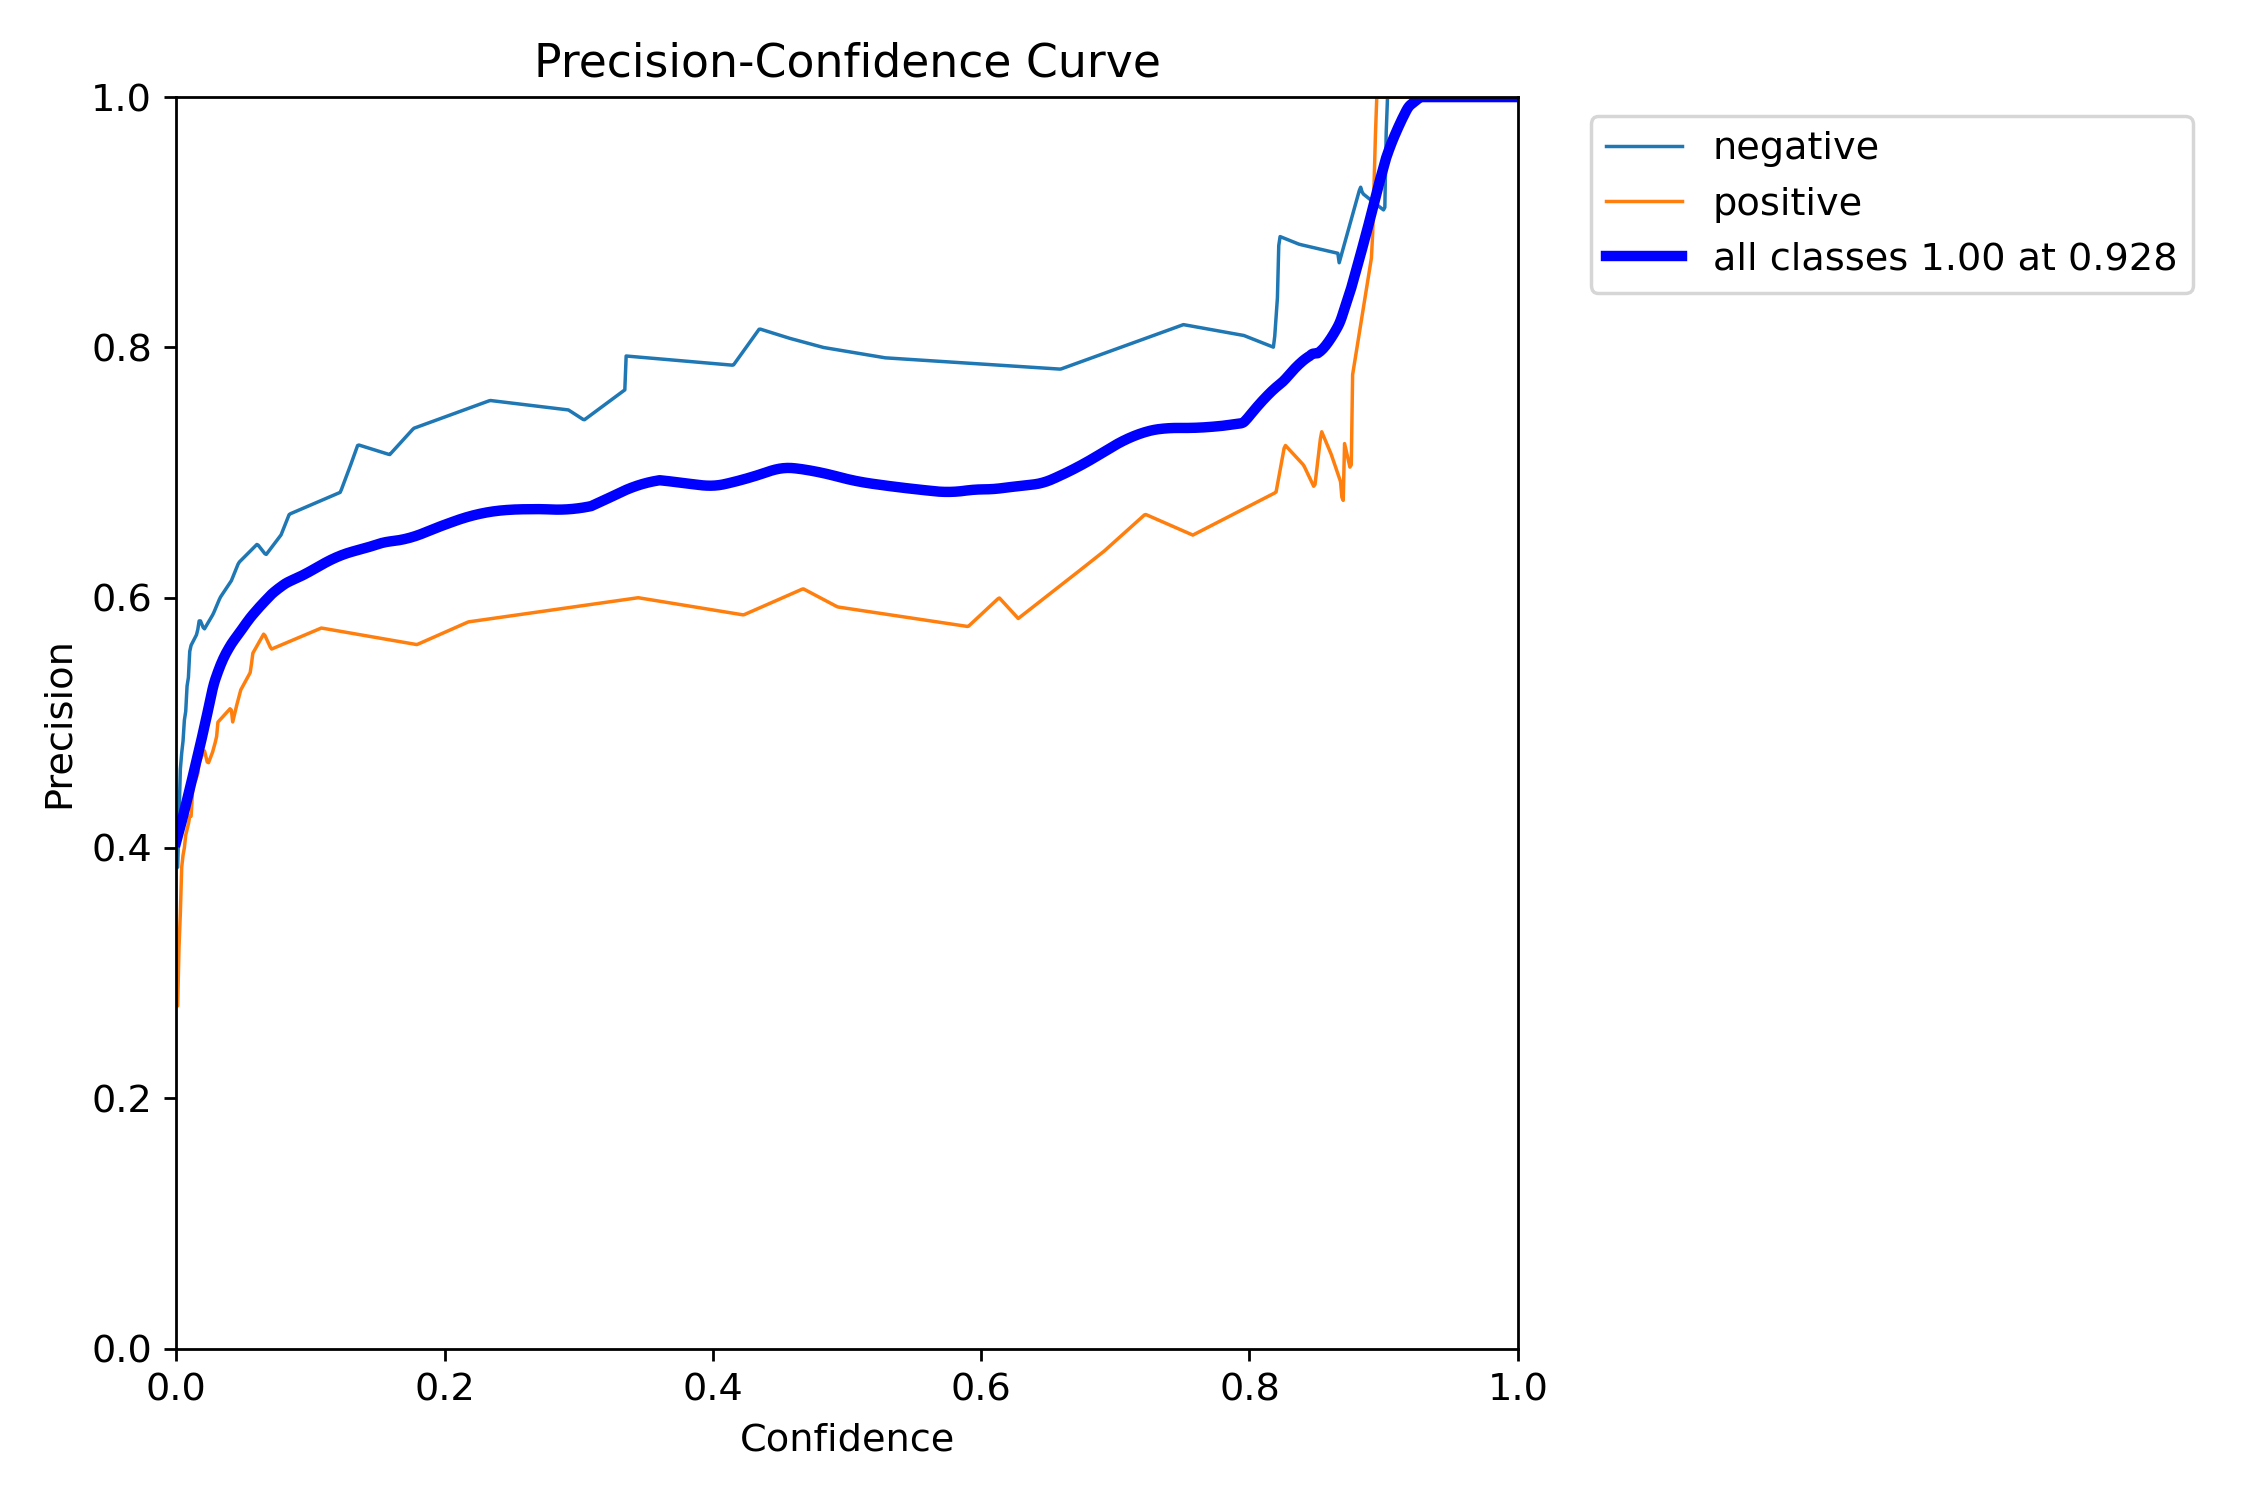 Precision-Confidence Curve
1.0
0.8
0.6
0.4
0.2
0.0
Precision
0.0 0.2 0.4 0.6 0.8 1.0
Confidence
negative
positive
all classes 1.00 at 0.928